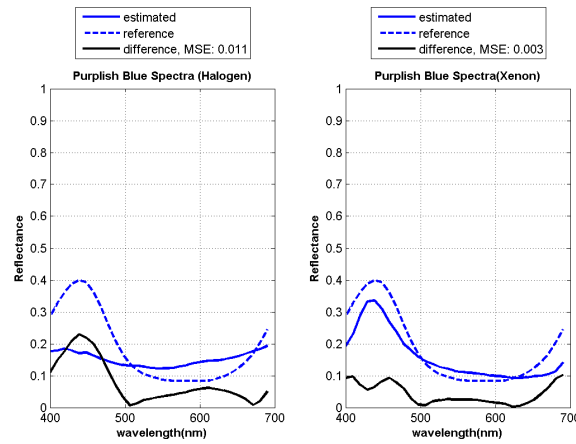 estimated
reference
difference, MSE: 0.011
Purplish Blue Spectra (Halogen)
1
0.9
0.8
0.7
0.6
0.5
0.4
0.3
0.2
0.1
0
Reflectance
400
500
600
700
wavelength(nm)
estimated
reference
difference, MSE: 0.003
Purplish Blue Spectra(Xenon)
1
0.9
0.8
0.7
0.6
0.5
0.4
0.3
0.2
0.1
0
Reflectance
400
500
600
700
wavelength(nm)